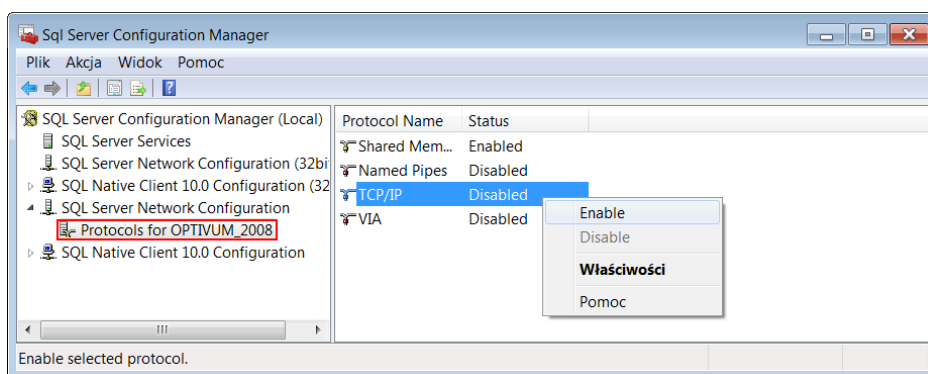 Sql Server Configuration Manager
Plik Akcja Widok Pomoc
SQL Server Configuration Manager (Local)
SQL Server Services
SQL Server Network Configuration (32bi
SQL Native Client 10.0 Configuration (32
SQL Server Network Configuration
Protocols for OPTIVUM_2008
SQL Native Client 10.0 Configuration
Protocol Name Status
Shared Mem... Enabled
Named Pipes Disabled
TCP/IP Disabled
VIA Disabled
Enable
Disable
Właściwości
Pomoc
Enable selected protocol.